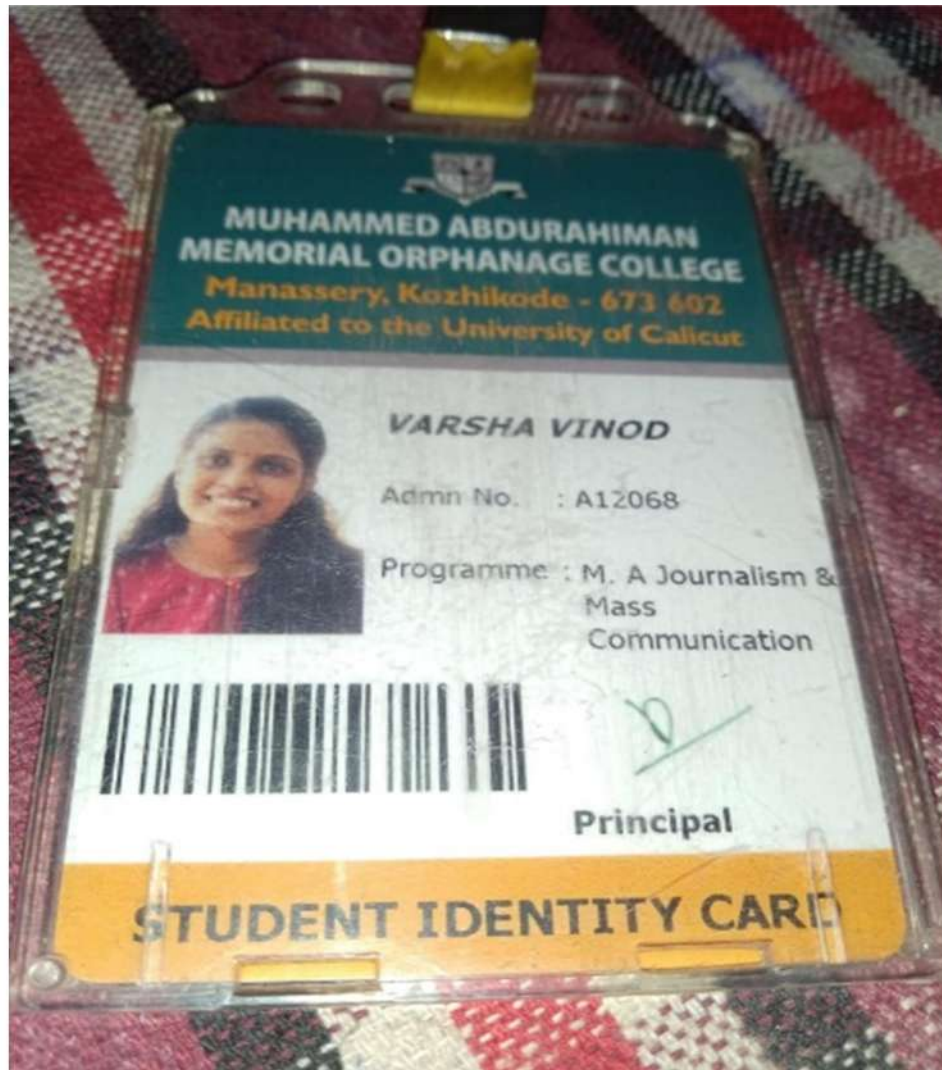 MUHAMMED ABDURAHIMAN
MEMORIAL ORPHANAGE COLLEGE
Manassery, Kozhikode - 673 602
Affiliated to the University of Calicut
VARSHA VINOD
Admn No. : A12068
Programme : M. A Journalism &
Mass
Communication
Principal
STUDENT IDENTITY CARD